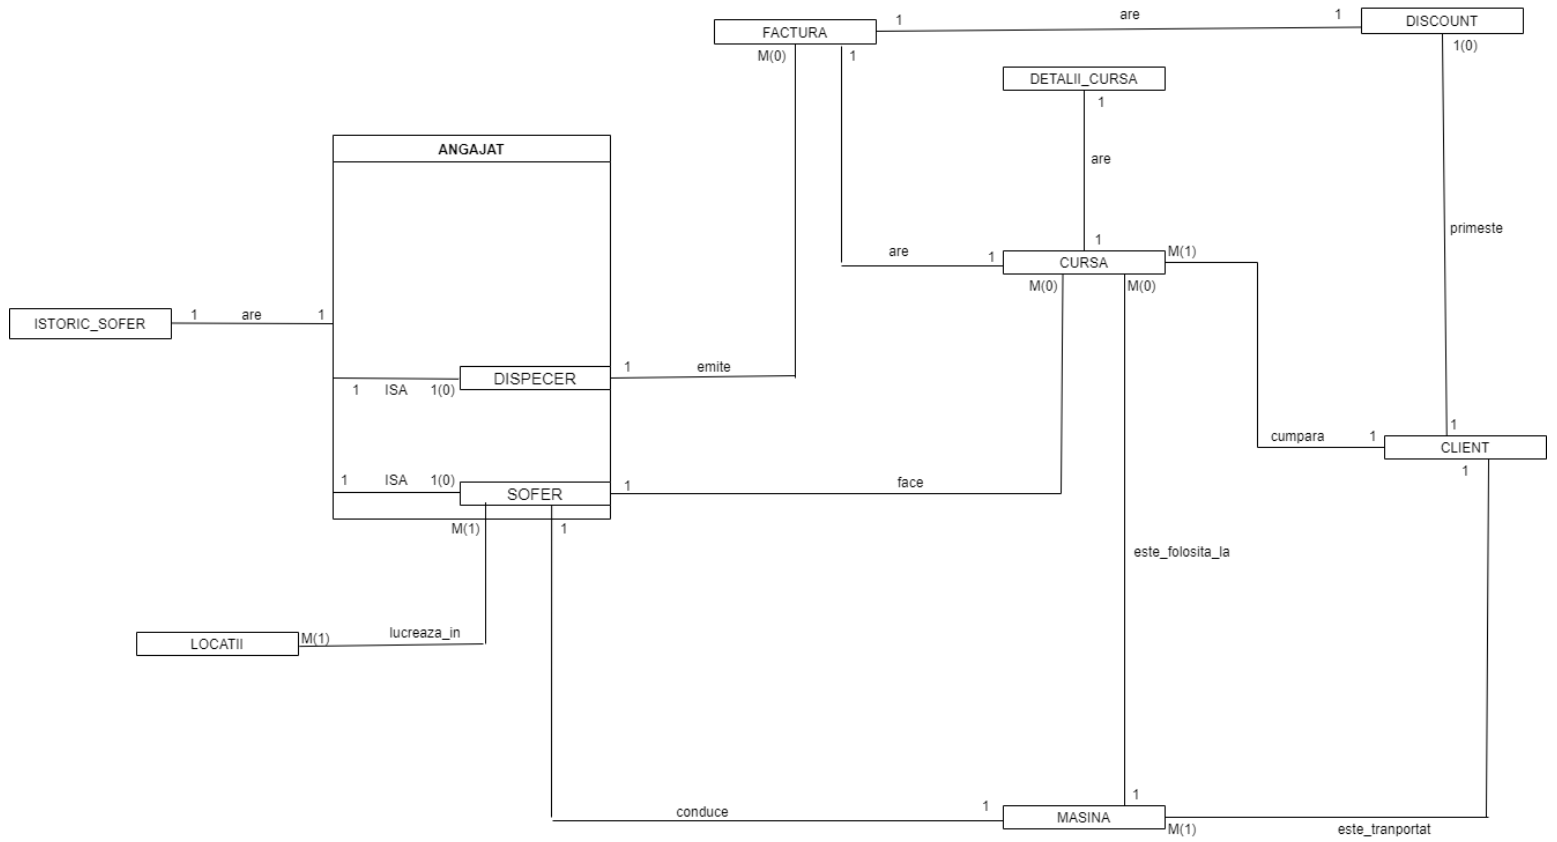 1
are
1
DISCOUNT
FACTURA
M(0)
1
1(0)
DETALII_CURSA
1
ANGAJAT
are
primeste
1
are
1
CURSA
M(1)
M(0)
M(0)
ISTORIC_SOFER
1
are
1
DISPECER
1
emite
1
ISA
1(0)
1
cumpara
1
CLIENT
1
1
ISA
1(0)
SOFER
1
face
M(1)
1
este_folosita_la
LOCATII
M(1)
lucreaza_in
conduce
1
1
MASINA
M(1)
este_tranportat